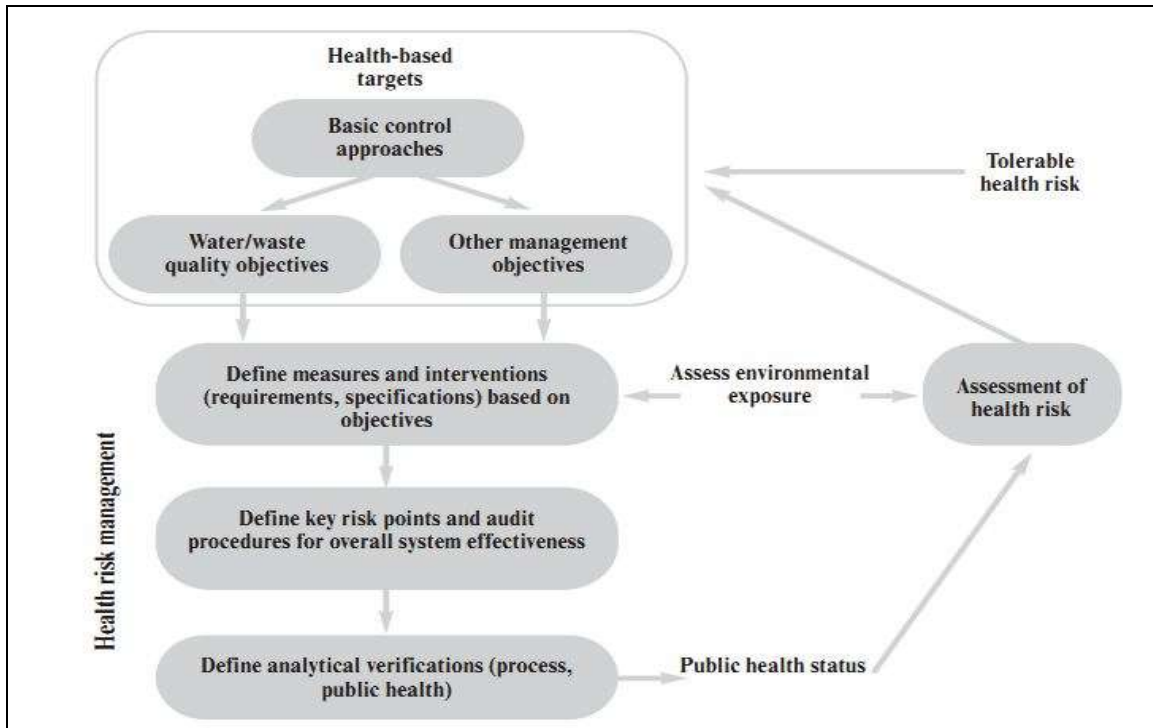 Health-based
targets
Basic control
approaches
Tolerable
health risk
Water/waste
quality objectives
Other management
objectives
Define measures and interventions
(requirements, specifications) based on
objectives
Assess environmental
exposure
Assessment of
health risk
Health risk management
Define key risk points and audit
procedures for overall system effectiveness
Define analytical verifications (process,
public health)
Public health status